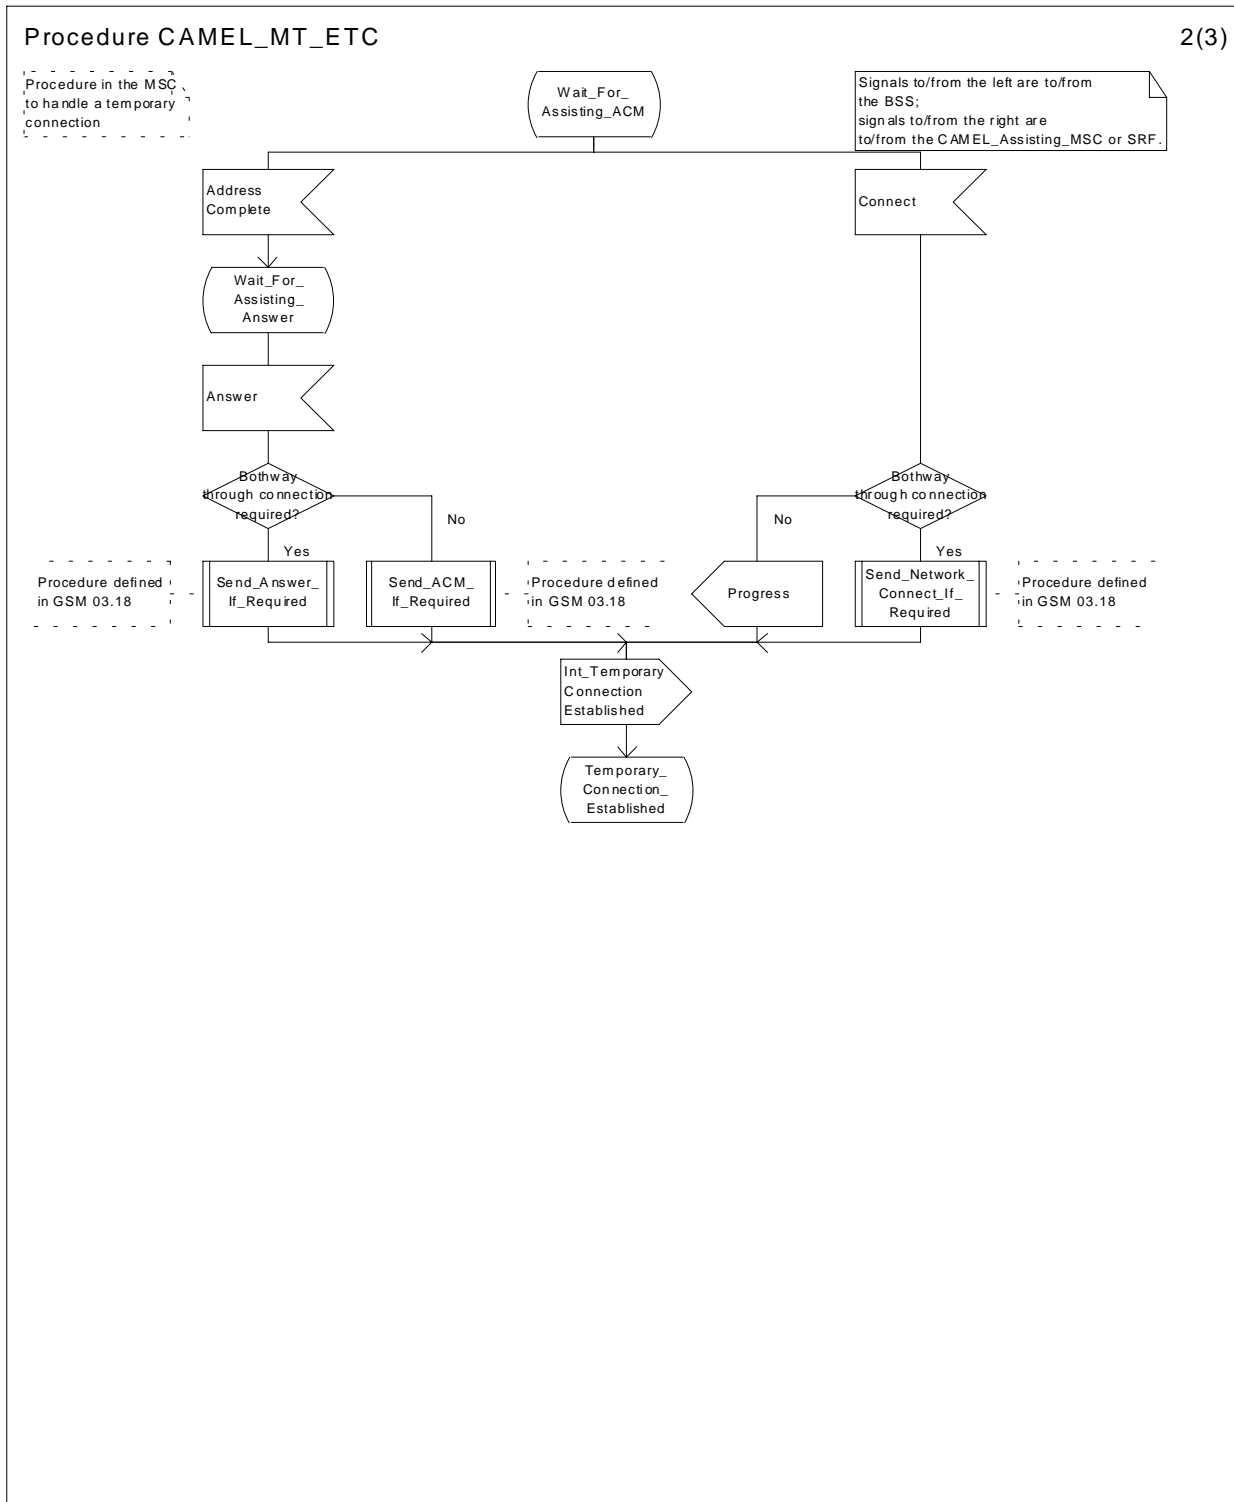 Procedure CAMEL_MT_ETC
2(3)
Procedure in the MSC
to handle a temporary
connection
Wait_For_
Assisting_ACM
Signals to/from the left are to/from
the BSS;
signals to/from the right are
to/from the CAMEL_Assisting_MSC or SRF.
Address
Complete
Connect
Wait_For_
Assisting_
Answer
Answer
Bothway
through connection
required?
No
Yes
Bothway
through connection
required?
No
Yes
Procedure defined
in GSM 03.18
Send_Answer_
If_Required
Send_ACM_
If_Required
Procedure defined
in GSM 03.18
Progress
Send_Network_
Connect_If_
Required
Procedure defined
in GSM 03.18
Int_Temporary
Connection
Established
Temporary_
Connection_
Established